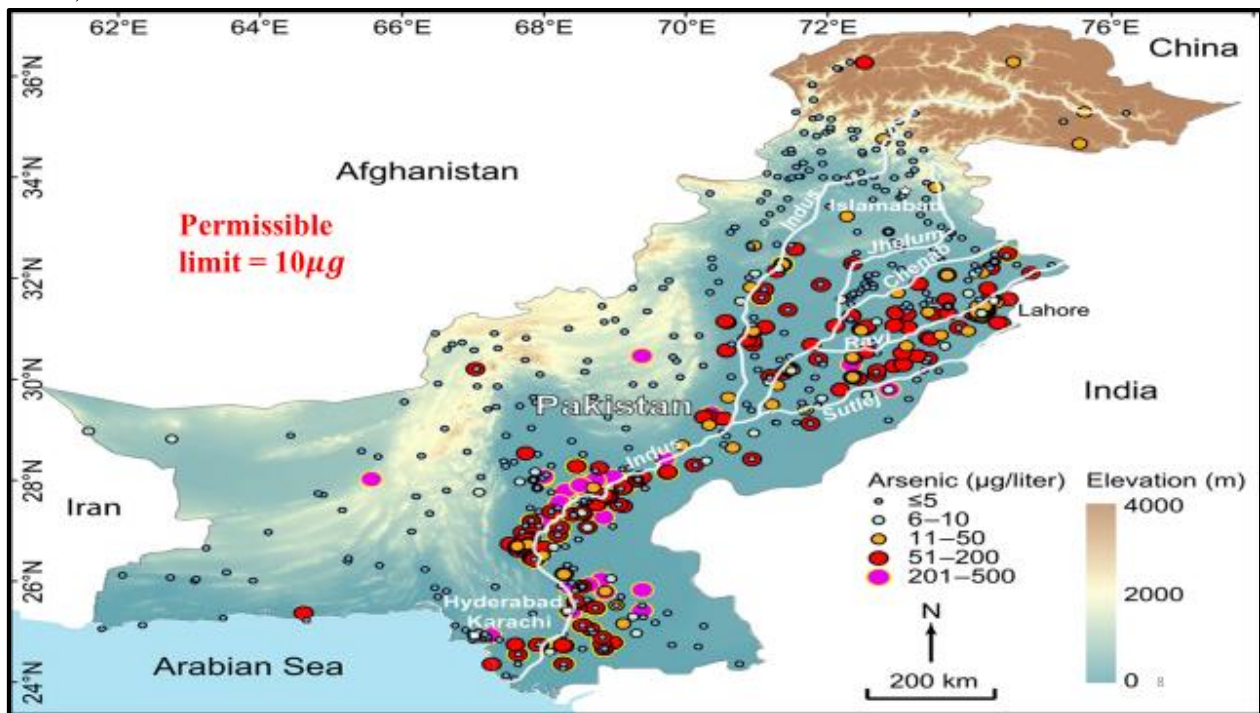 62°E 64°E 66°E 68°E 70°E 72°E 74°E 76°E
36°N
34°N
32°N
30°N
28°N
26°N
24°N
China
Afghanistan
Permissible
limit = 10μg
Indus
Islamabad
Jhelum
Chenab
Lahore
Ravi
Pakistan
Sutlej
India
Indus
Iran
Hyderabad
Karachi
Arabian Sea
Arsenic (μg/liter)
≤5
6–10
11–50
51–200
201–500
N
200 km
Elevation (m)
4000
2000
0
8